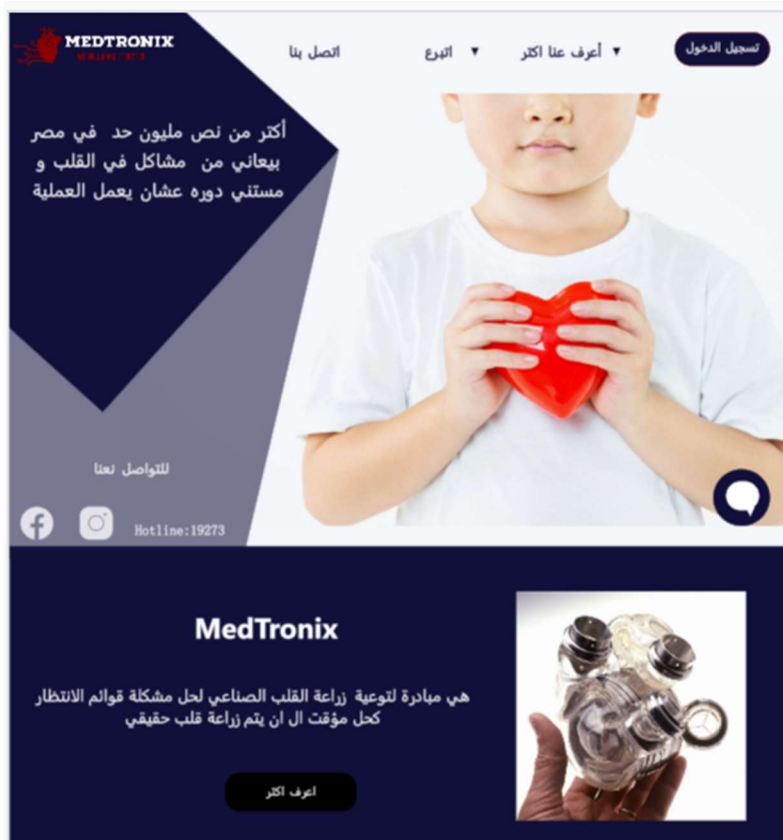 MEDTRONIX
تسجيل الدخول
أعرف عنا اكتر ▼
اتبرع ▼
اتصل بنا
أكتر من نص مليون حد في مصر
بيعاني من مشاكل في القلب و
مستني دوره عشان يعمل العملية
للتواصل نعنا
Hotline:19273
MedTronix
هي مبادرة لتوعية زراعة القلب الصناعي لحل مشكلة قوائم الانتظار
كحل مؤقت ال ان يتم زراعة قلب حقيقي
اعرف اكتر